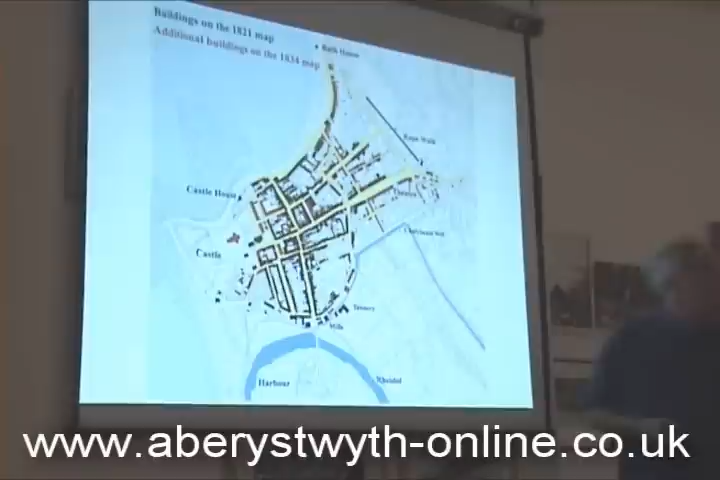 Buildings on the 1821 map
Additional buildings on the 1834 map
Bath House
Rope Walk
Castle House
Theatre
Castle
Tannery
Mills
Harbour
Rheidol
www.aberystwyth-online.co.uk